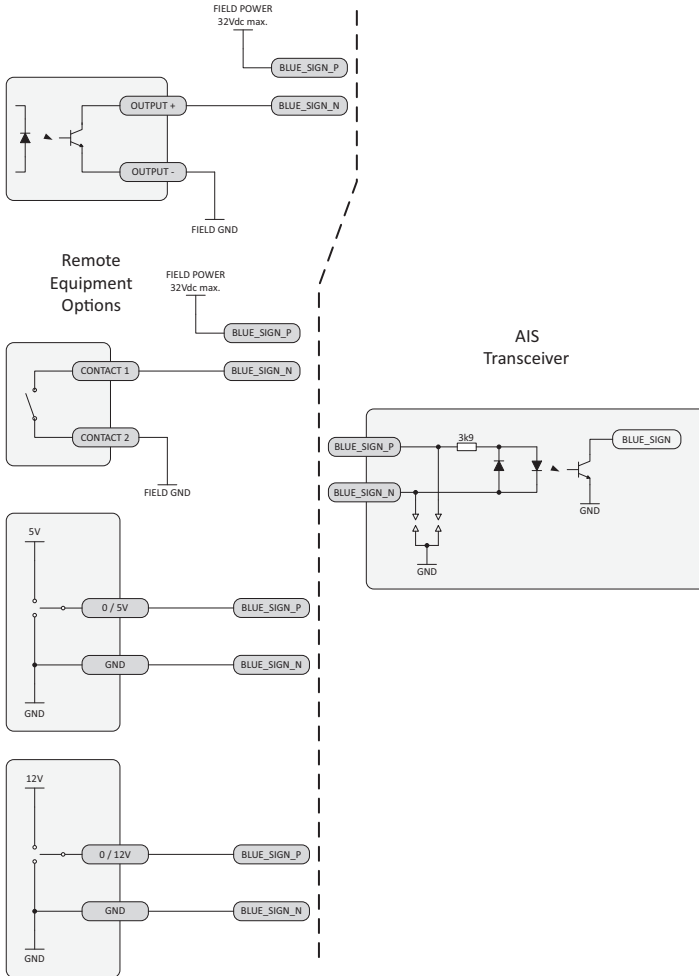 FIELD POWER
32Vdc max.
BLUE_SIGN_P
OUTPUT +
BLUE_SIGN_N
OUTPUT -
FIELD GND
Remote
Equipment
Options
FIELD POWER
32Vdc max.
BLUE_SIGN_P
CONTACT 1
BLUE_SIGN_N
CONTACT 2
FIELD GND
AIS
Transceiver
BLUE_SIGN_P
3k9
BLUE_SIGN
BLUE_SIGN_N
GND
GND
5V
0 / 5V
BLUE_SIGN_P
GND
BLUE_SIGN_N
GND
12V
0 / 12V
BLUE_SIGN_P
GND
BLUE_SIGN_N
GND